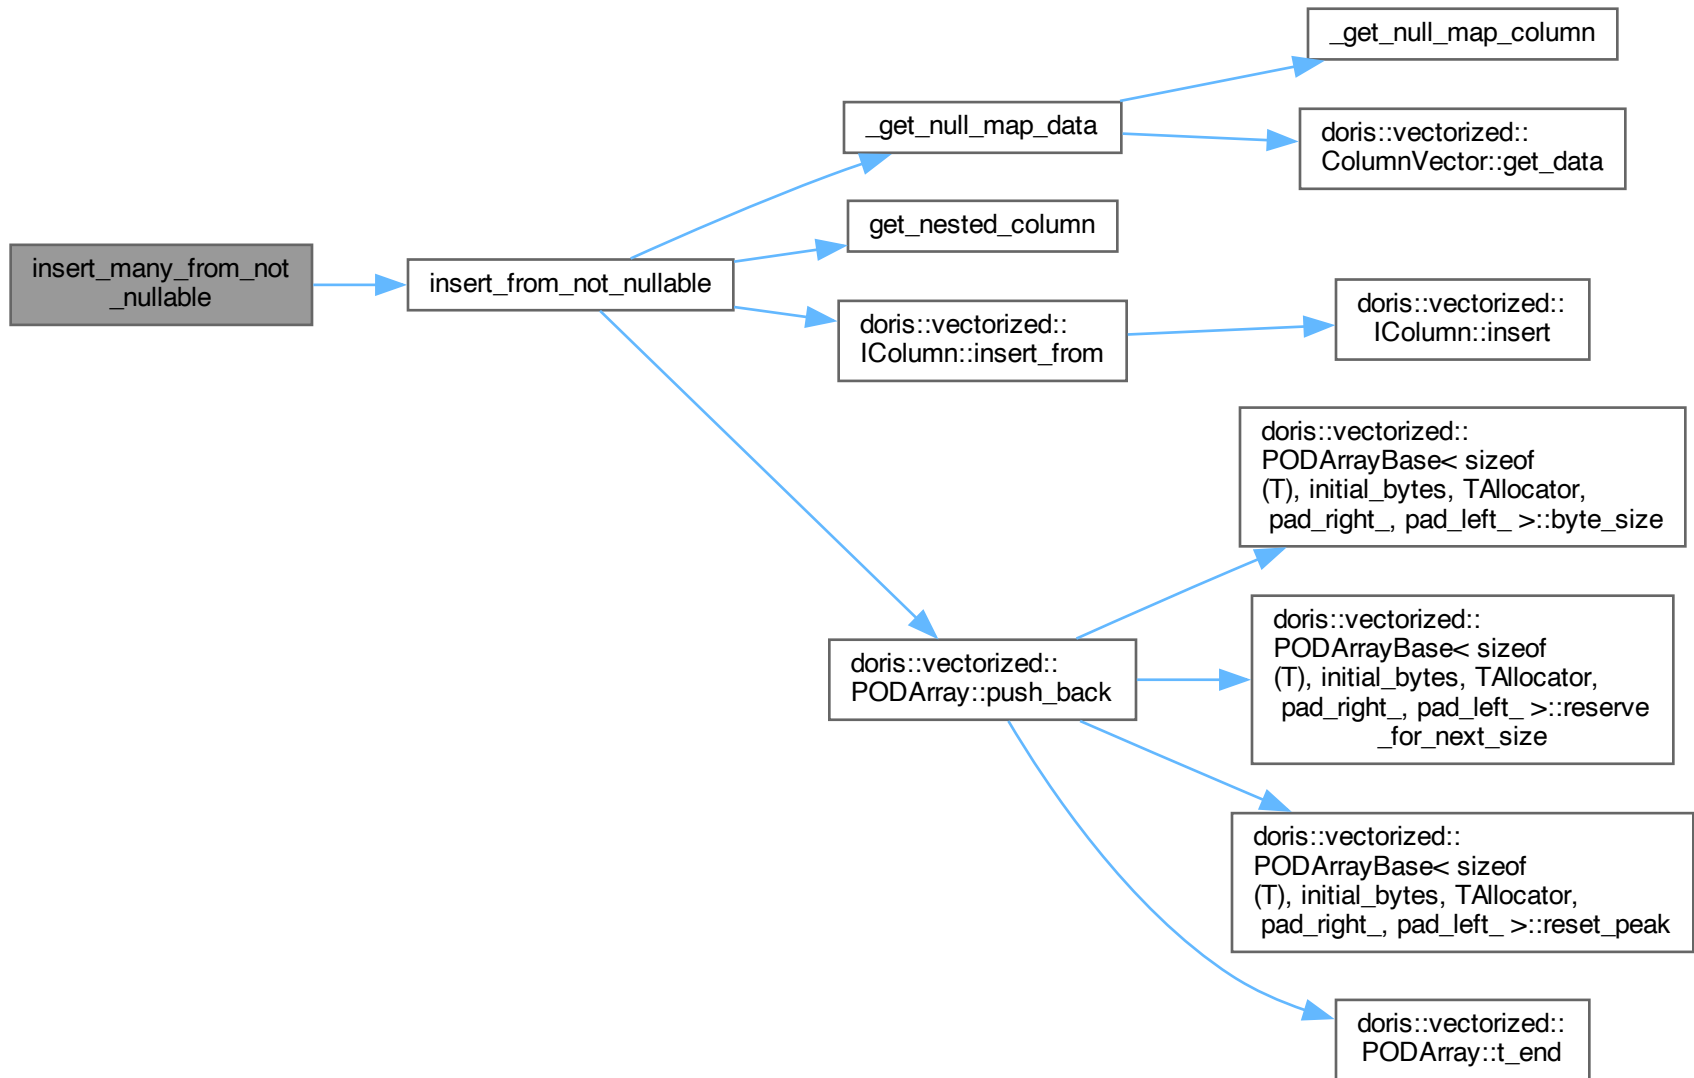 insert_many_from_not
_nullable
insert_from_not_nullable
_get_null_map_data
_get_null_map_column
doris::vectorized::
ColumnVector::get_data
get_nested_column
doris::vectorized::
IColumn::insert_from
doris::vectorized::
IColumn::insert
doris::vectorized::
PODArray::push_back
doris::vectorized::
PODArrayBase< sizeof
(T), initial_bytes, TAllocator,
pad_right_, pad_left_ >::byte_size
doris::vectorized::
PODArrayBase< sizeof
(T), initial_bytes, TAllocator,
pad_right_, pad_left_ >::reserve
_for_next_size
doris::vectorized::
PODArrayBase< sizeof
(T), initial_bytes, TAllocator,
pad_right_, pad_left_ >::reset_peak
doris::vectorized::
PODArray::t_end